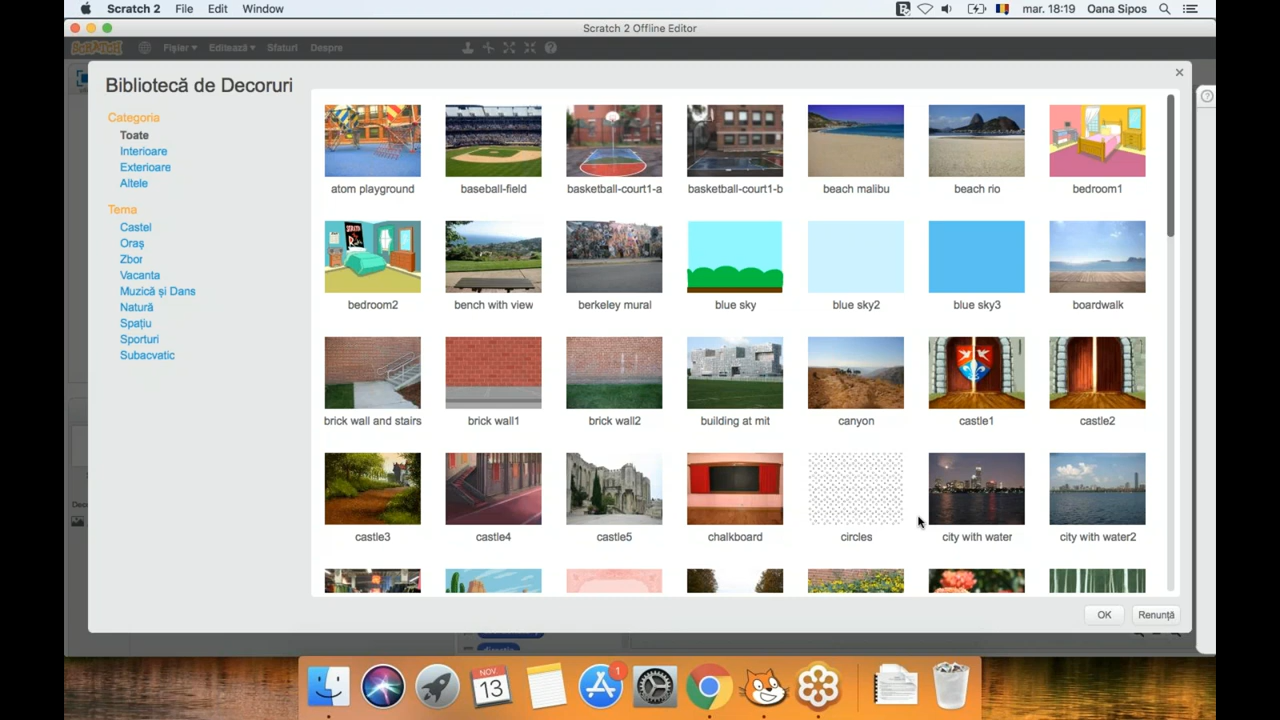 Scratch 2 File Edit Window mar. 18:19 Oana Sipos
Scratch 2 Offline Editor
SCRATCH Fișier Editează Sfaturi Despre
Bibliotecă de Decoruri
Categoria
Toate
Interioare
Exterioare
Altele
Tema
Castel
Oraș
Zbor
Vacanta
Muzică și Dans
Natură
Spațiu
Sporturi
Subacvatic
atom playground baseball-field basketball-court1-a basketball-court1-b beach malibu beach rio bedroom1
bedroom2 bench with view berkeley mural blue sky blue sky2 blue sky3 boardwalk
brick wall and stairs brick wall1 brick wall2 building at mit canyon castle1 castle2
castle3 castle4 castle5 chalkboard circles city with water city with water2
OK Renunță
NOV
13
1